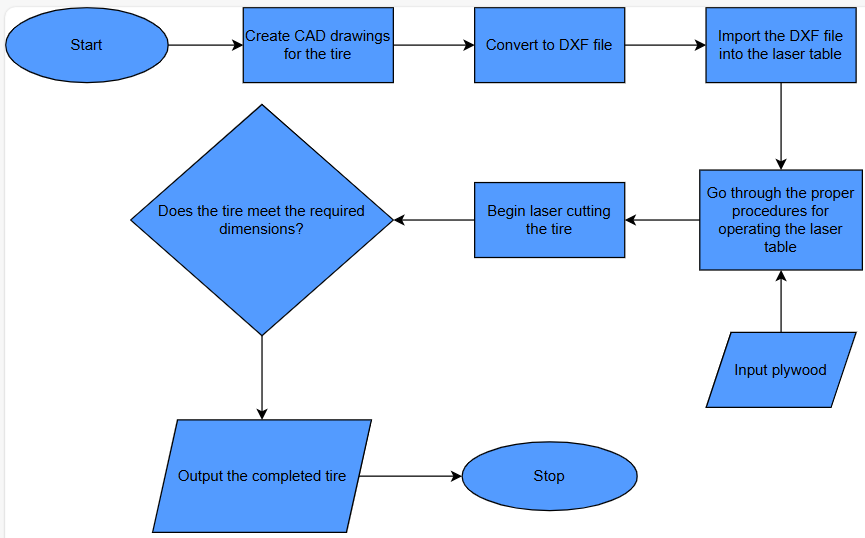 Start
Create CAD drawings
for the tire
Convert to DXF file
Import the DXF file
into the laser table
Does the tire meet the required
dimensions?
Begin laser cutting
the tire
Go through the proper
procedures for
operating the laser
table
Input plywood
Output the completed tire
Stop